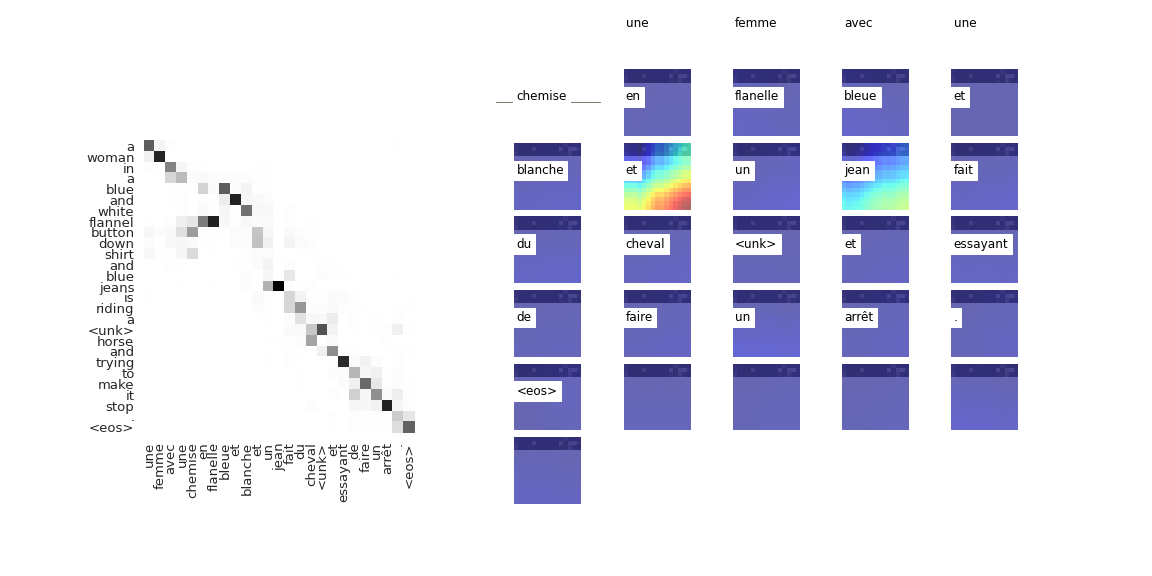 a
woman
in
a
blue
and
white
flannel
button
down
shirt
and
blue
jeans
is
riding
a
<unk>
horse
and
trying
to
make
it
stop
.
<eos>
une
femme
avec
une
chemise
en
flanelle
bleue
et
blanche
et
un
jean
fait
du
cheval
<unk>
et
essayant
de
faire
un
arrêt
.
<eos>
une femme avec une
chemise en flanelle bleue et
blanche et un jean fait
du cheval <unk> et essayant
de faire un arrêt .
<eos>